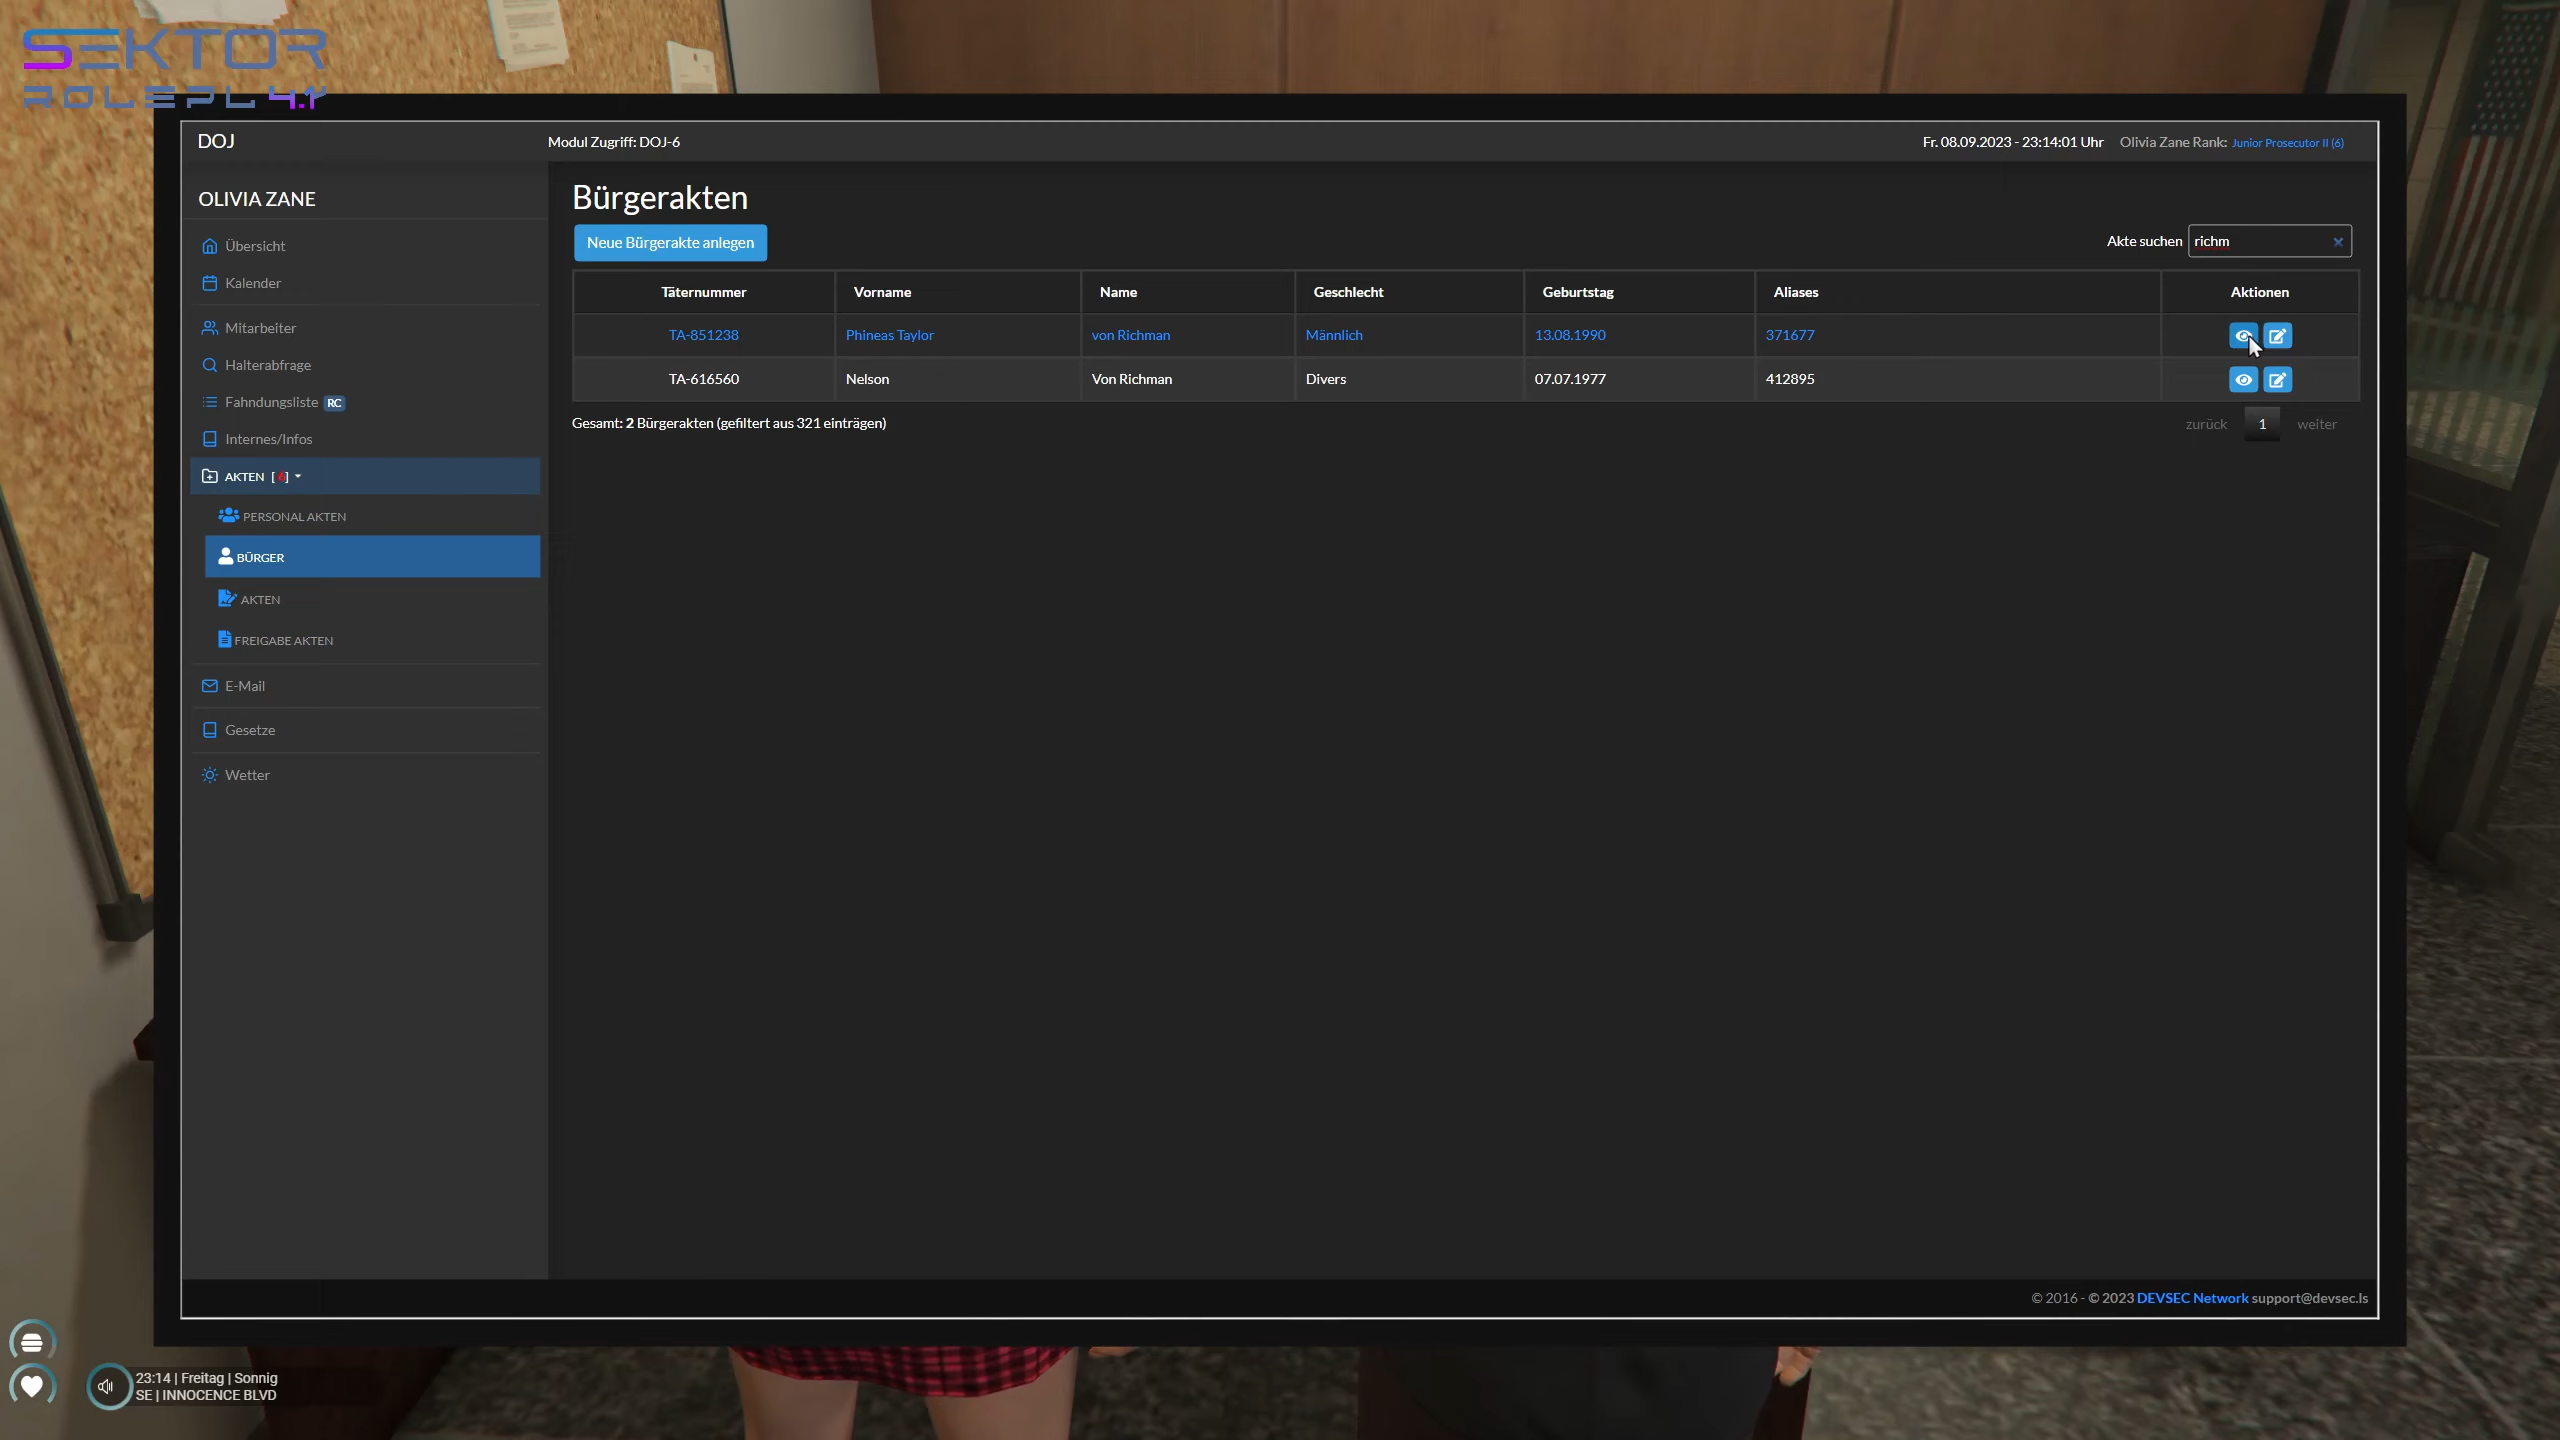 SEKTOR
ROLEPL4.Y
DOJ
Modul Zugriff: DOJ-6
Fr. 08.09.2023 - 23:14:01 Uhr Olivia Zane Rank: Junior Prosecutor II (6)
OLIVIA ZANE
Übersicht
Kalender
Mitarbeiter
Halterabfrage
Fahndungsliste RC
Internes/Infos
AKTEN [6]
PERSONAL AKTEN
BÜRGER
AKTEN
FREIGABE AKTEN
E-Mail
Gesetze
Wetter
Bürgerakten
Neue Bürgerakte anlegen
Akte suchen richm
Täternummer Vorname Name Geschlecht Geburtstag Aliases Aktionen
TA-851238 Phineas Taylor von Richman Männlich 13.08.1990 371677
TA-616560 Nelson Von Richman Divers 07.07.1977 412895
Gesamt: 2 Bürgerakten (gefiltert aus 321 einträgen)
zurück 1 weiter
© 2016 - © 2023 DEVSEC Network support@devsec.ls
23:14 | Freitag | Sonnig
SE | INNOCENCE BLVD